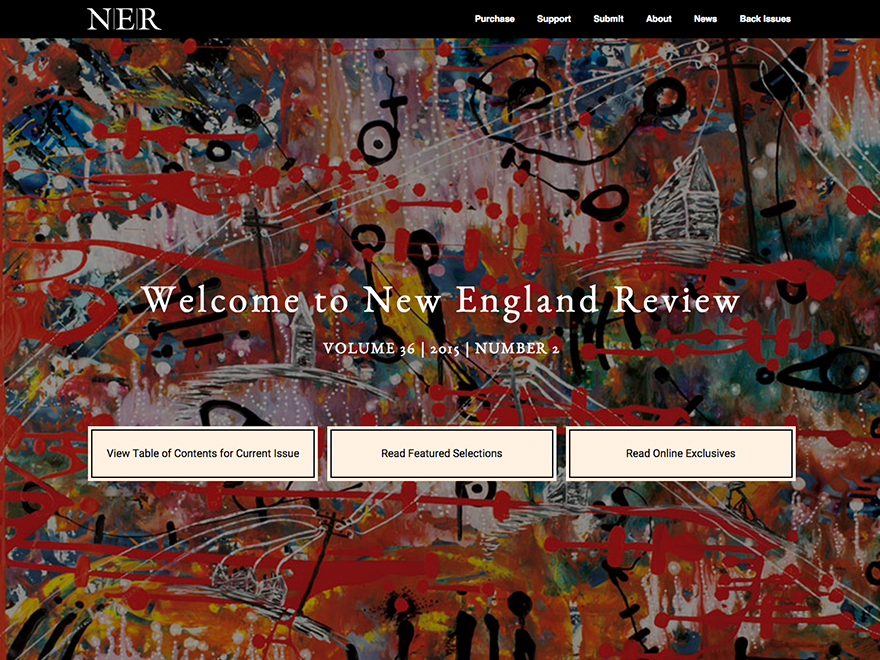 N|E|R
Purchase Support Submit About News Back Issues
Welcome to New England Review
VOLUME 36 | 2015 | NUMBER 2
View Table of Contents for Current Issue
Read Featured Selections
Read Online Exclusives